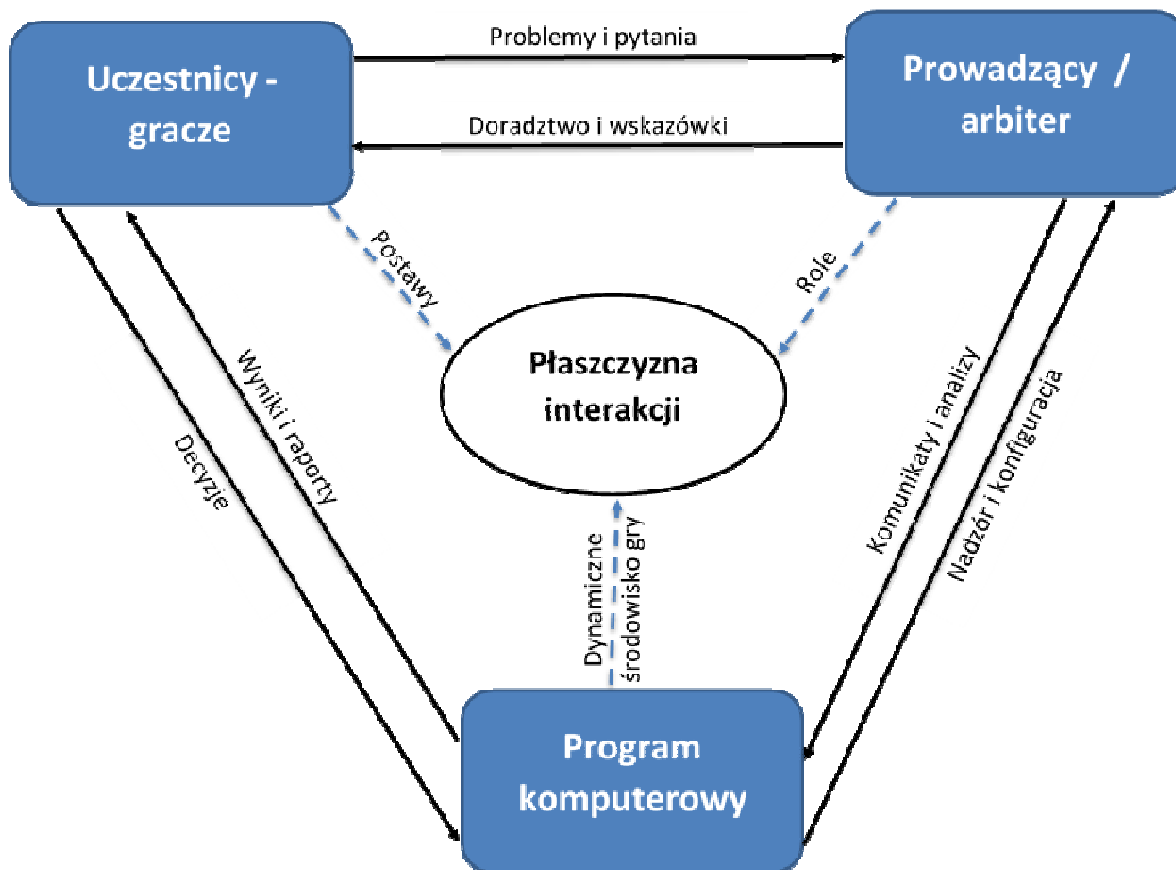 Problemy i pytania
Uczestnicy -
gracze
Prowadzący /
arbiter
Doradztwo i wskazówki
Postawy
Role
Płaszczyzna
interakcji
Wyniki i raporty
Decyzje
Komunikaty i analizy
Nadzór i konfiguracja
Dynamiczne
środowisko gry
Program
komputerowy